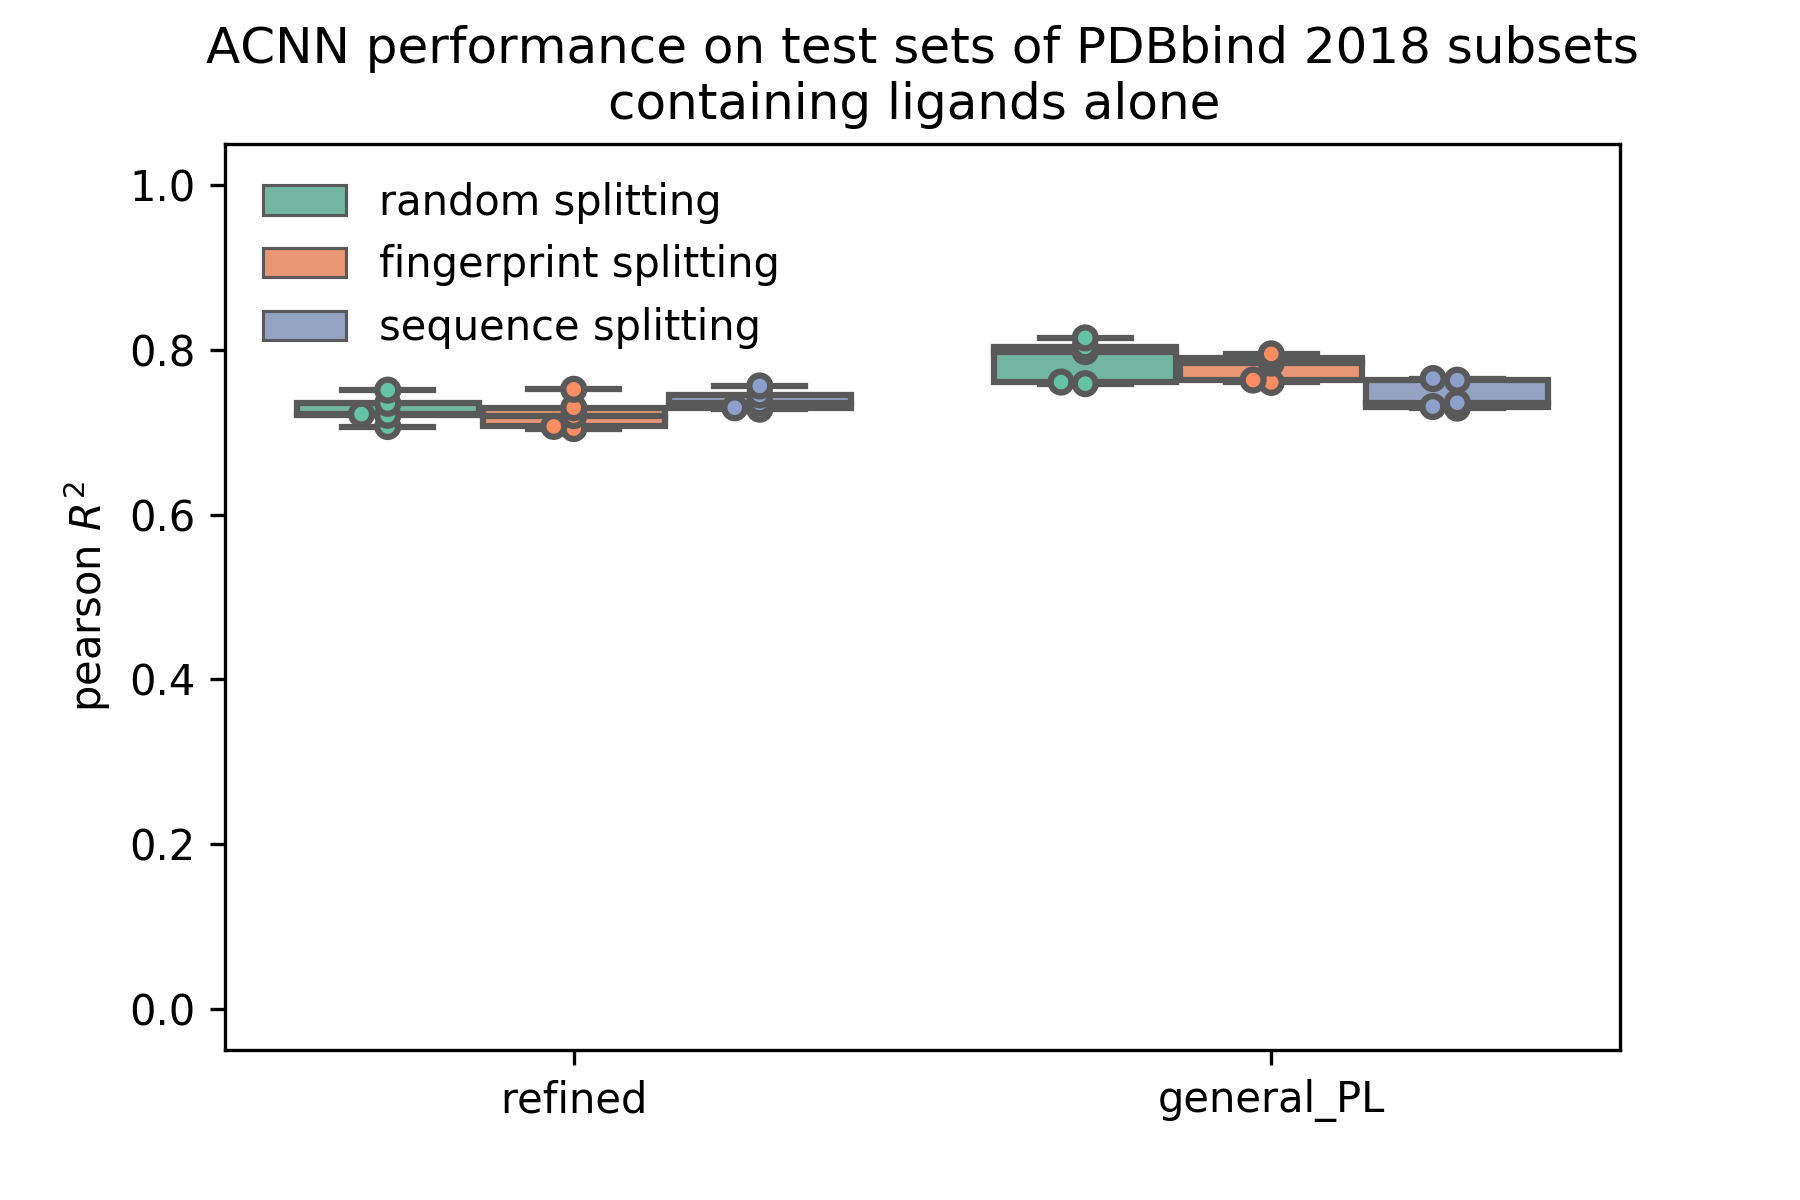 ACNN performance on test sets of PDBbind 2018 subsets
containing ligands alone
random splitting
fingerprint splitting
sequence splitting
1.0
0.8
0.6
0.4
0.2
0.0
pearson R²
refined
general_PL